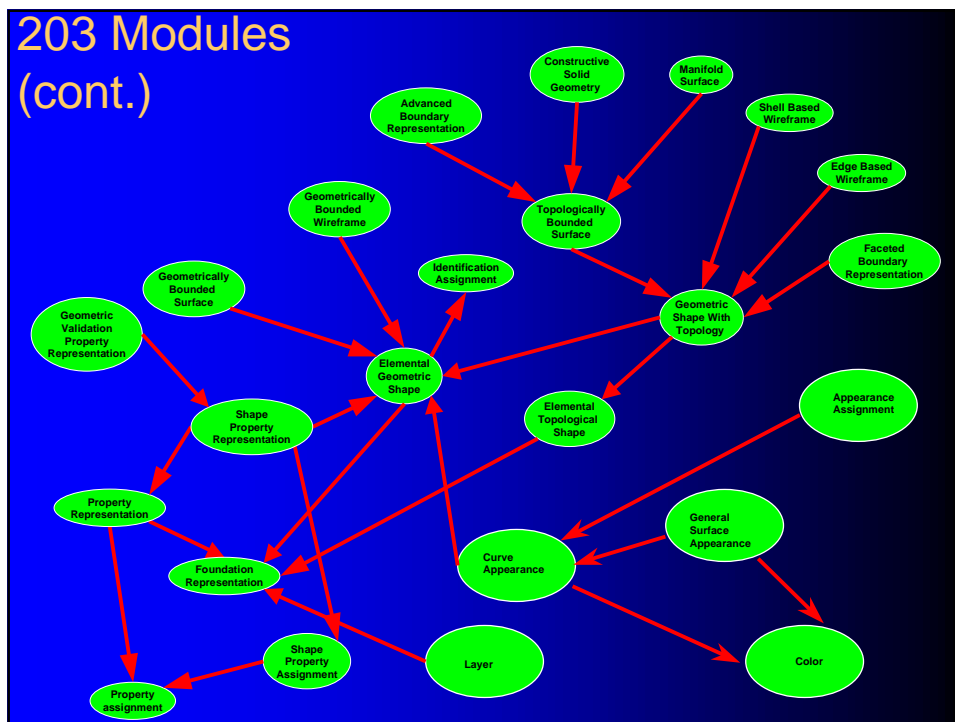 203 Modules
(cont.)
Constructive
Solid
Geometry
Manifold
Surface
Advanced
Boundary
Representation
Shell Based
Wireframe
Edge Based
Wireframe
Geometrically
Bounded
Wireframe
Topologically
Bounded
Surface
Faceted
Boundary
Representation
Identification
Assignment
Geometrically
Bounded
Surface
Geometric
Shape With
Topology
Geometric
Validation
Property
Representation
Elemental
Geometric
Shape
Appearance
Assignment
Shape
Property
Representation
Elemental
Topological
Shape
Property
Representation
General
Surface
Appearance
Curve
Appearance
Foundation
Representation
Shape
Property
Assignment
Layer
Color
Property
assignment